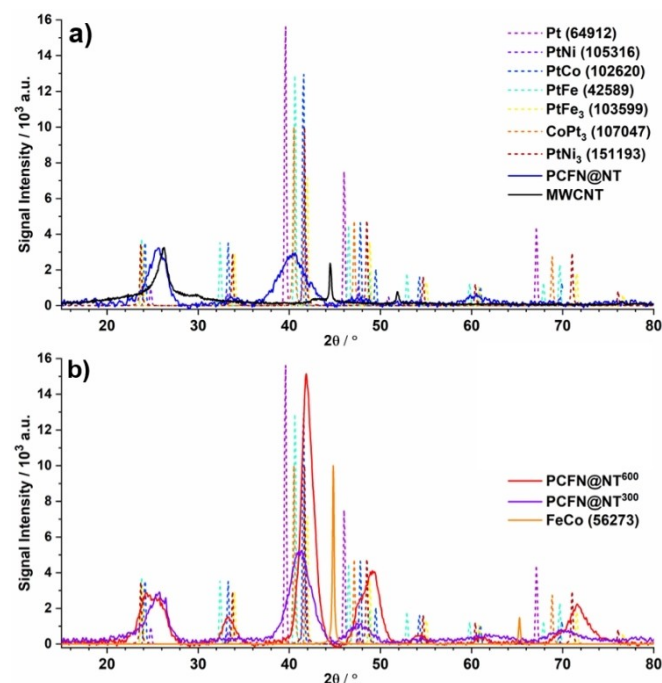 a)
16
14
12
10
8
6
4
2
0
Signal Intensity / 10³ a.u.
Pt (64912)
PtNi (105316)
PtCo (102620)
PtFe (42589)
PtFe₃ (103599)
CoPt₃ (107047)
PtNi₃ (151193)
PCFN@NT
MWCNT
20 30 40 50 60 70 80
2θ / °
b)
16
14
12
10
8
6
4
2
0
Signal Intensity / 10³ a.u.
PCFN@NT⁶⁰⁰
PCFN@NT³⁰⁰
FeCo (56273)
20 30 40 50 60 70 80
2θ / °